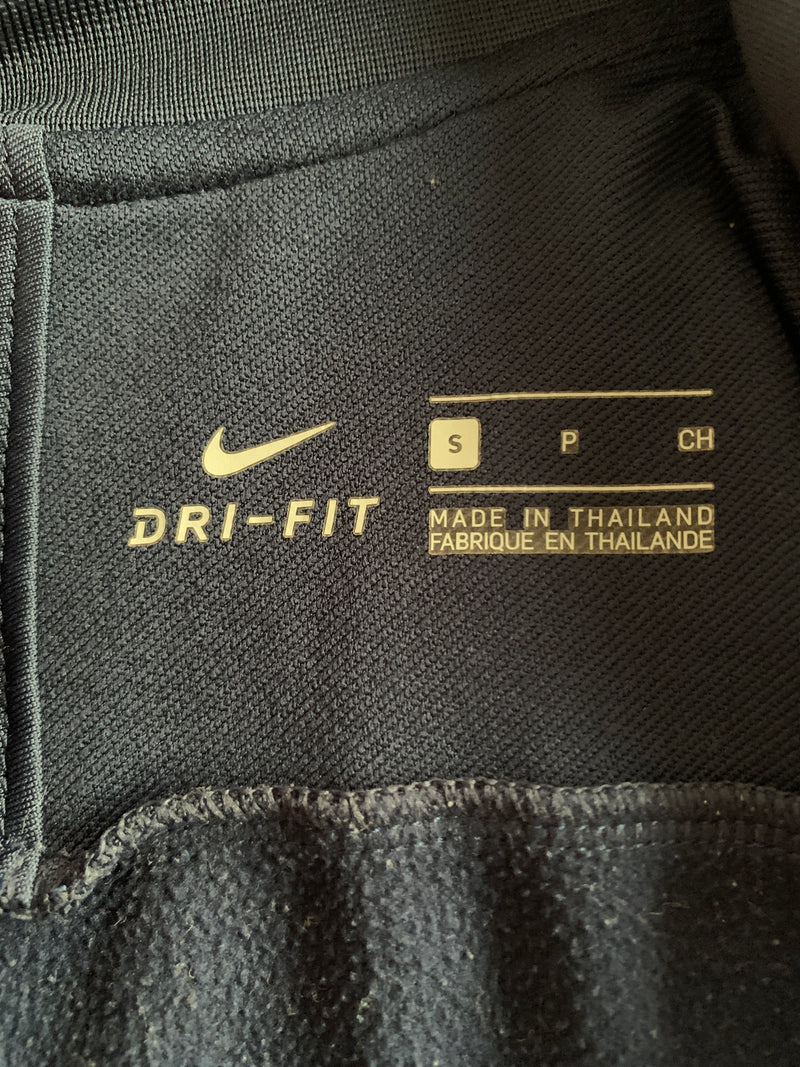 DRI-FIT
S P CH
MADE IN THAILAND
FABRIQUE EN THAILANDE